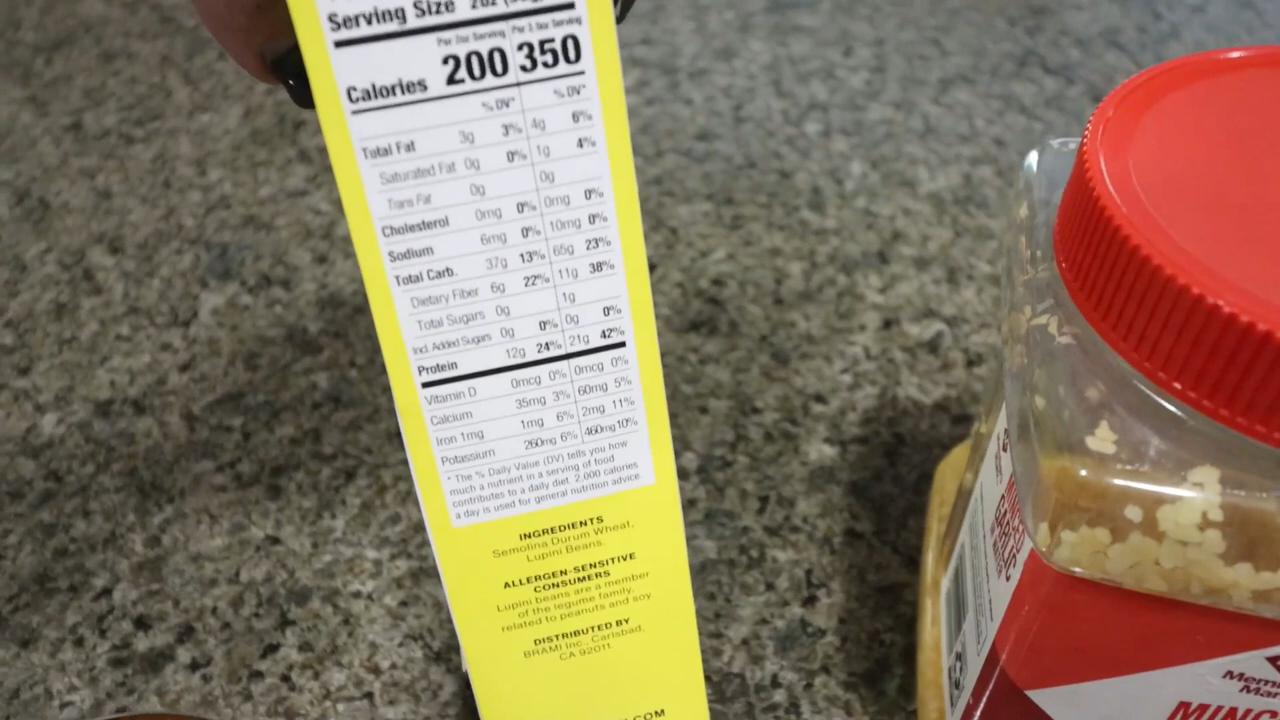 Serving Size 2oz
Per 2oz Serving Per 3.5oz Serving
Calories 200 350
% DV* % DV*
Total Fat 3g 3% 4g 6%
Saturated Fat 0g 0% 1g 4%
Trans Fat 0g 0g
Cholesterol 0mg 0% 0mg 0%
Sodium 6mg 0% 10mg 0%
Total Carb. 37g 13% 65g 23%
Dietary Fiber 6g 22% 11g 38%
Total Sugars 0g 1g
Incl. Added Sugars 0g 0% 0g 0%
Protein 12g 24% 21g 42%
Vitamin D 0mcg 0% 0mcg 0%
Calcium 35mg 3% 60mg 5%
Iron 1mg 1mg 6% 2mg 11%
Potassium 260mg 6% 460mg 10%
* The % Daily Value (DV) tells you how
much a nutrient in a serving of food
contributes to a daily diet. 2,000 calories
a day is used for general nutrition advice.
INGREDIENTS
Semolina Durum Wheat,
Lupini Beans.
ALLERGEN-SENSITIVE
CONSUMERS
Lupini beans are a member
of the legume family,
related to peanuts and soy.
DISTRIBUTED BY
BRAMI Inc., Carlsbad,
CA 92011.
.COM
MINCED
GARLIC
Mem
Mar
MINC